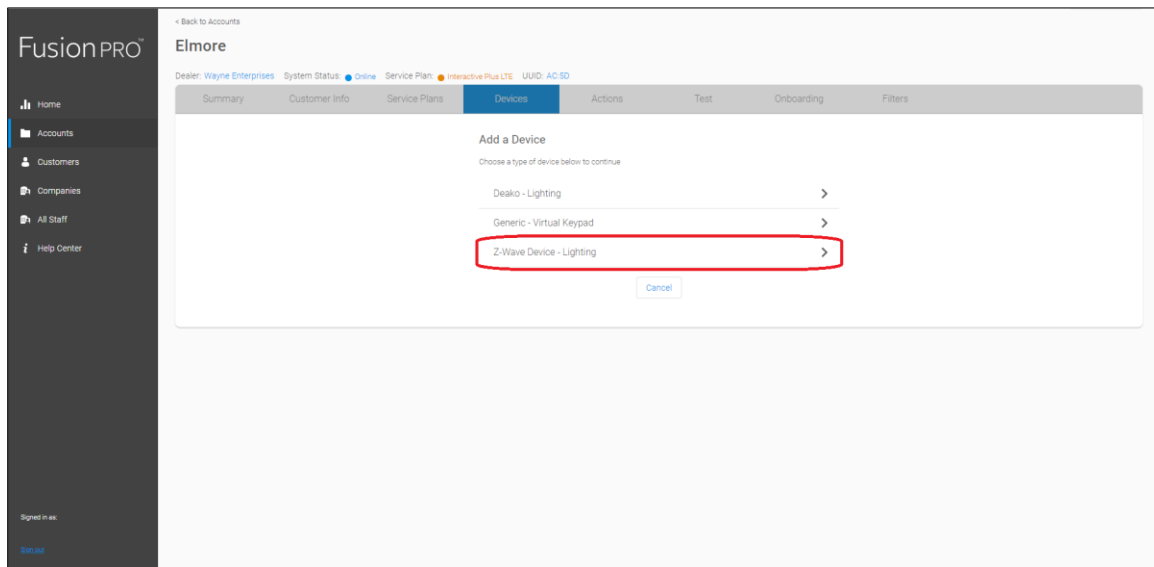 FusionPRO™
Home
Accounts
Customers
Companies
All Staff
Help Center
Signed in as:
Sign out
< Back to Accounts
Elmore
Dealer: Wayne Enterprises System Status: Online Service Plan: Interactive Plus LTE UUID: AC:5D
Summary Customer Info Service Plans Devices Actions Test Onboarding Filters
Add a Device
Choose a type of device below to continue
Deako - Lighting
Generic - Virtual Keypad
Z-Wave Device - Lighting
Cancel